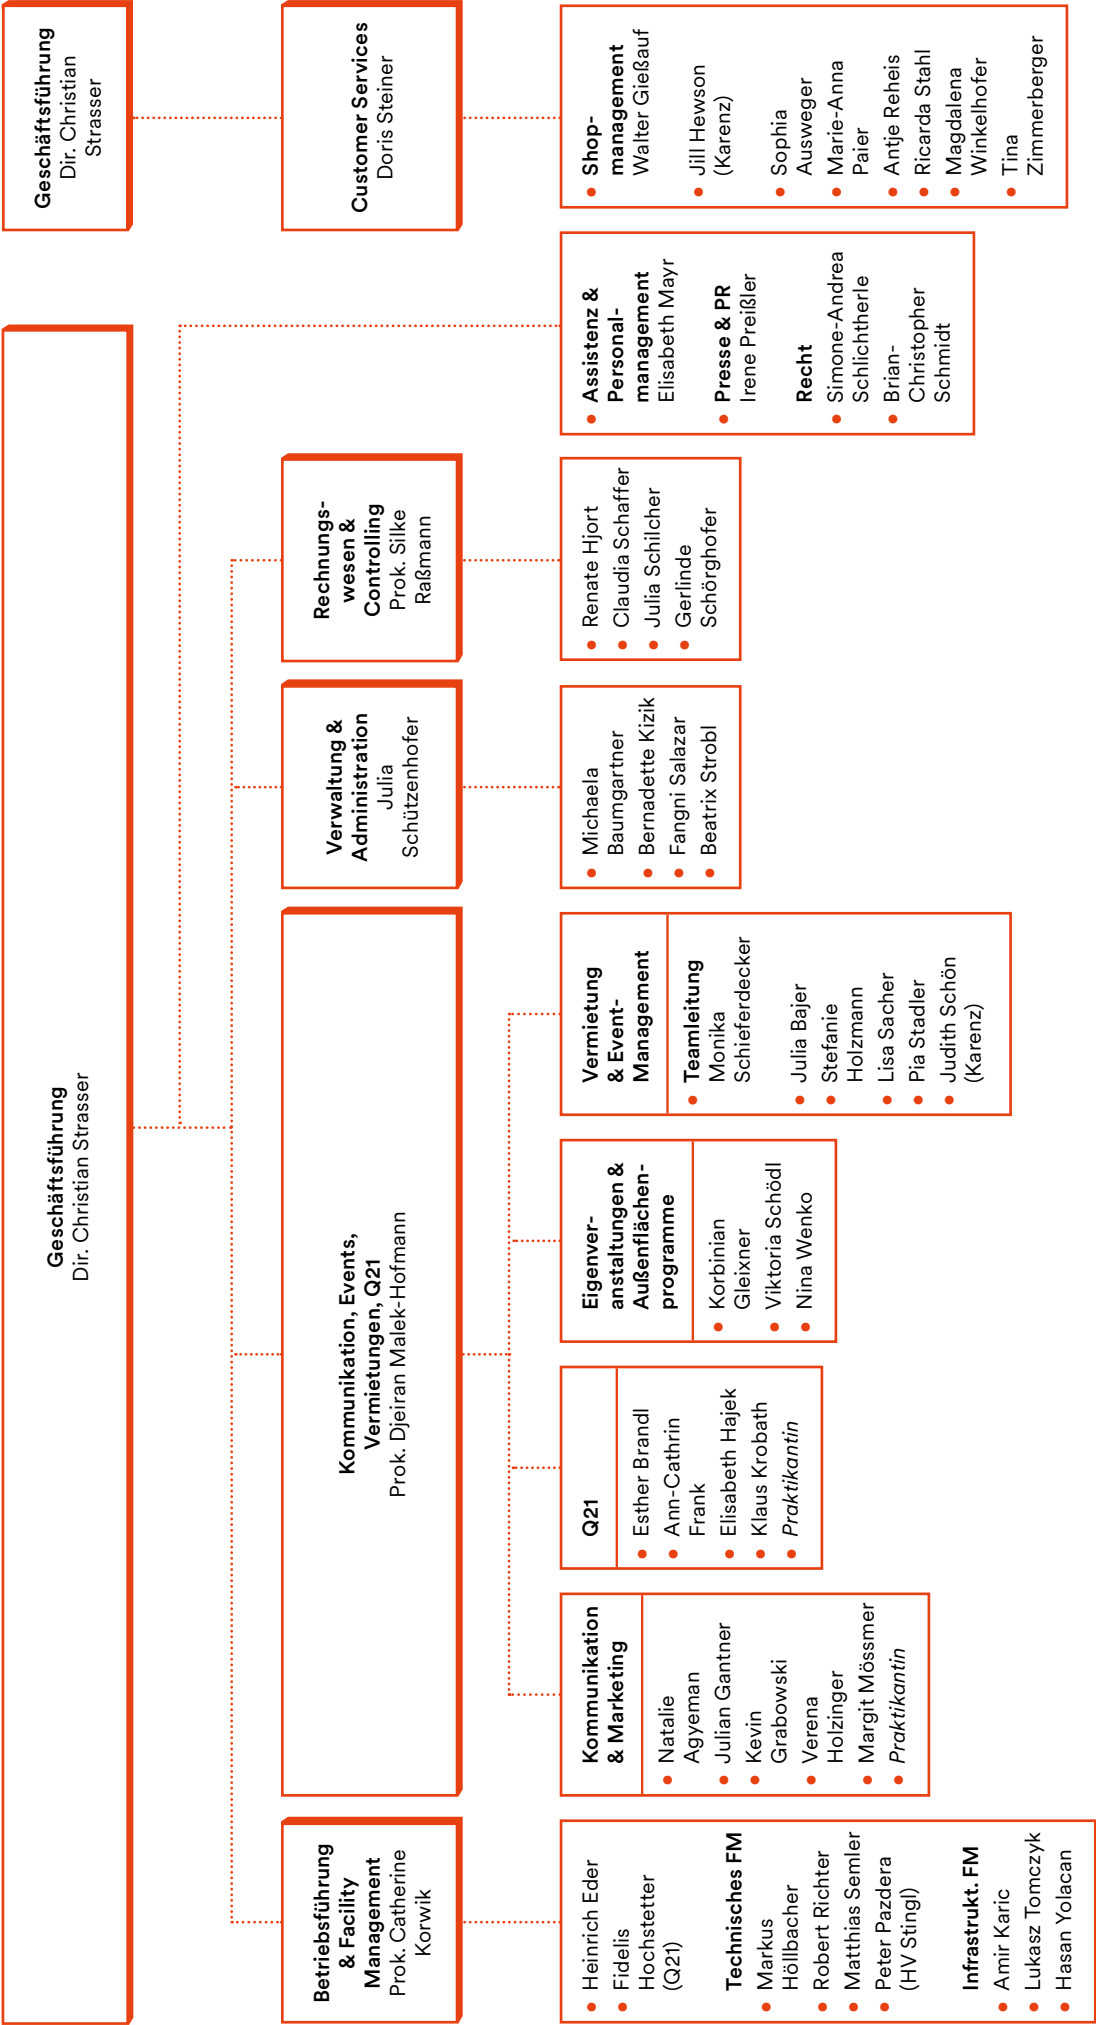 Geschäftsführung
Dir. Christian Strasser
Geschäftsführung
Dir. Christian
Strasser
Betriebsführung
& Facility
Management
Prok. Catherine
Korwik
Kommunikation, Events,
Vermietungen, Q21
Prok. Djeiran Malek-Hofmann
Verwaltung &
Administration
Julia
Schützenhofer
Rechnungs-
wesen &
Controlling
Prok. Silke
Raßmann
Customer Services
Doris Steiner
• Heinrich Eder
• Fidelis
Hochstetter
(Q21)
Technisches FM
• Markus
Höllbacher
• Robert Richter
• Matthias Semler
• Peter Pazdera
(HV Stingl)
Infrastrukt. FM
• Amir Karic
• Lukasz Tomczyk
• Hasan Yolacan
Kommunikation
& Marketing
• Natalie
Agyeman
• Julian Gantner
• Kevin
Grabowski
• Verena
Holzinger
• Margit Mössmer
• Praktikantin
Q21
• Esther Brandl
• Ann-Cathrin
Frank
• Elisabeth Hajek
• Klaus Krobath
• Praktikantin
Eigenver-
anstaltungen &
Außenflächen-
programme
• Korbinian
Gleixner
• Viktoria Schödl
• Nina Wenko
Vermietung
& Event-
Management
• Teamleitung
Monika
Schieferdecker
• Julia Bajer
• Stefanie
Holzmann
• Lisa Sacher
• Pia Stadler
• Judith Schön
(Karenz)
• Michaela
Baumgartner
• Bernadette Kizik
• Fangni Salazar
• Beatrix Strobl
• Renate Hjort
• Claudia Schaffer
• Julia Schilcher
• Gerlinde
Schörghofer
• Assistenz &
Personal-
management
Elisabeth Mayr
• Presse & PR
Irene Preißler
Recht
• Simone-Andrea
Schlichtherle
• Brian-
Christopher
Schmidt
• Shop-
management
Walter Gießauf
• Jill Hewson
(Karenz)
• Sophia
Ausweger
• Marie-Anna
Paier
• Antje Reheis
• Ricarda Stahl
• Magdalena
Winkelhofer
• Tina
Zimmerberger